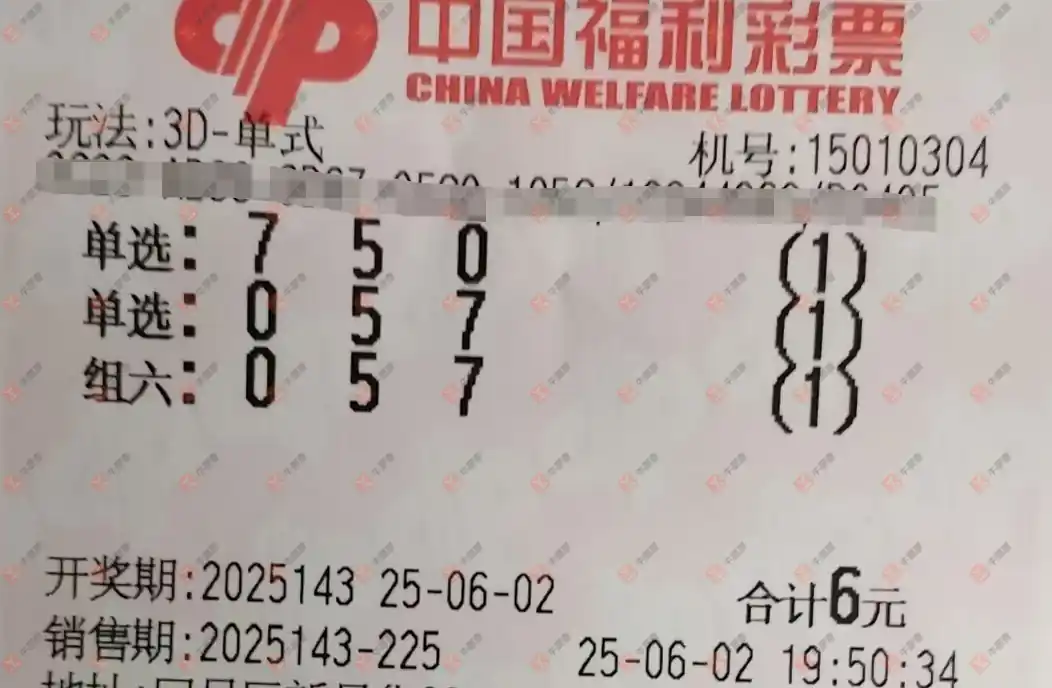 中国福利彩票
CHINA WELFARE LOTTERY
玩法:3D-单式
机号:15010304
单选: 7 5 0 (1)
单选: 0 5 7 (1)
组六: 0 5 7 (1)
开奖期:2025143 25-06-02
合计6元
销售期:2025143-225
25-06-02 19:50:34
地址: